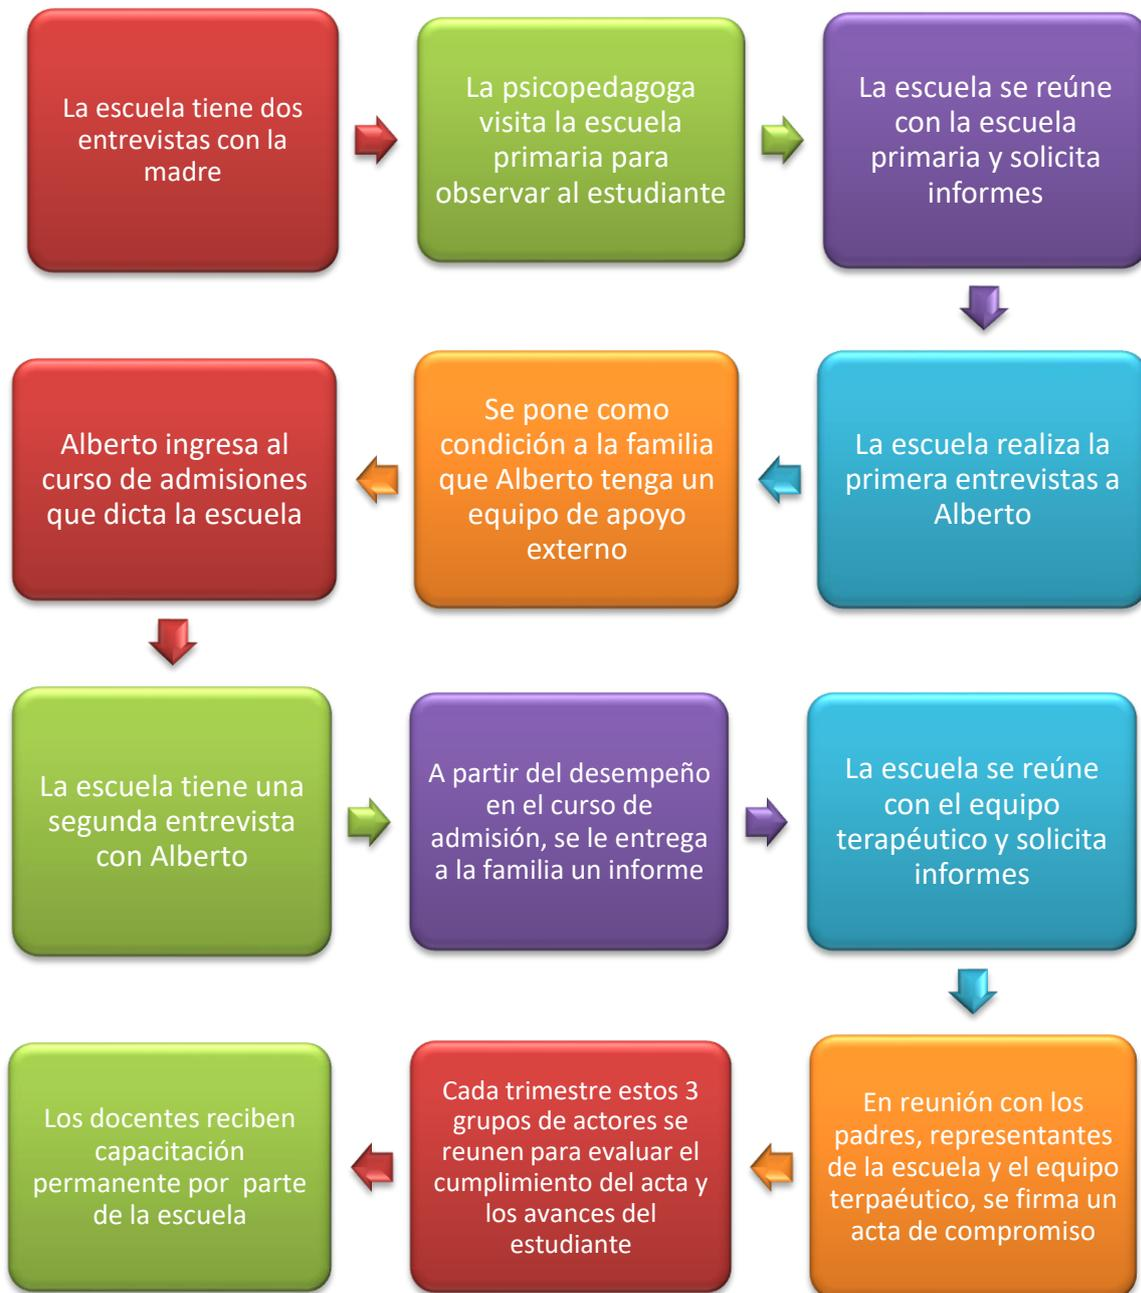 La escuela tiene dos
entrevistas con la
madre
La psicopedagoga
visita la escuela
primaria para
observar al estudiante
La escuela se reúne
con la escuela
primaria y solicita
informes
La escuela realiza la
primera entrevistas a
Alberto
Se pone como
condición a la familia
que Alberto tenga un
equipo de apoyo
externo
Alberto ingresa al
curso de admisiones
que dicta la escuela
La escuela tiene una
segunda entrevista
con Alberto
A partir del desempeño
en el curso de
admisión, se le entrega
a la familia un informe
La escuela se reúne
con el equipo
terapéutico y solicita
informes
En reunión con los
padres, representantes
de la escuela y el equipo
terpaéutico, se firma un
acta de compromiso
Cada trimestre estos 3
grupos de actores se
reunen para evaluar el
cumplimiento del acta y
los avances del
estudiante
Los docentes reciben
capacitación
permanente por parte
de la escuela